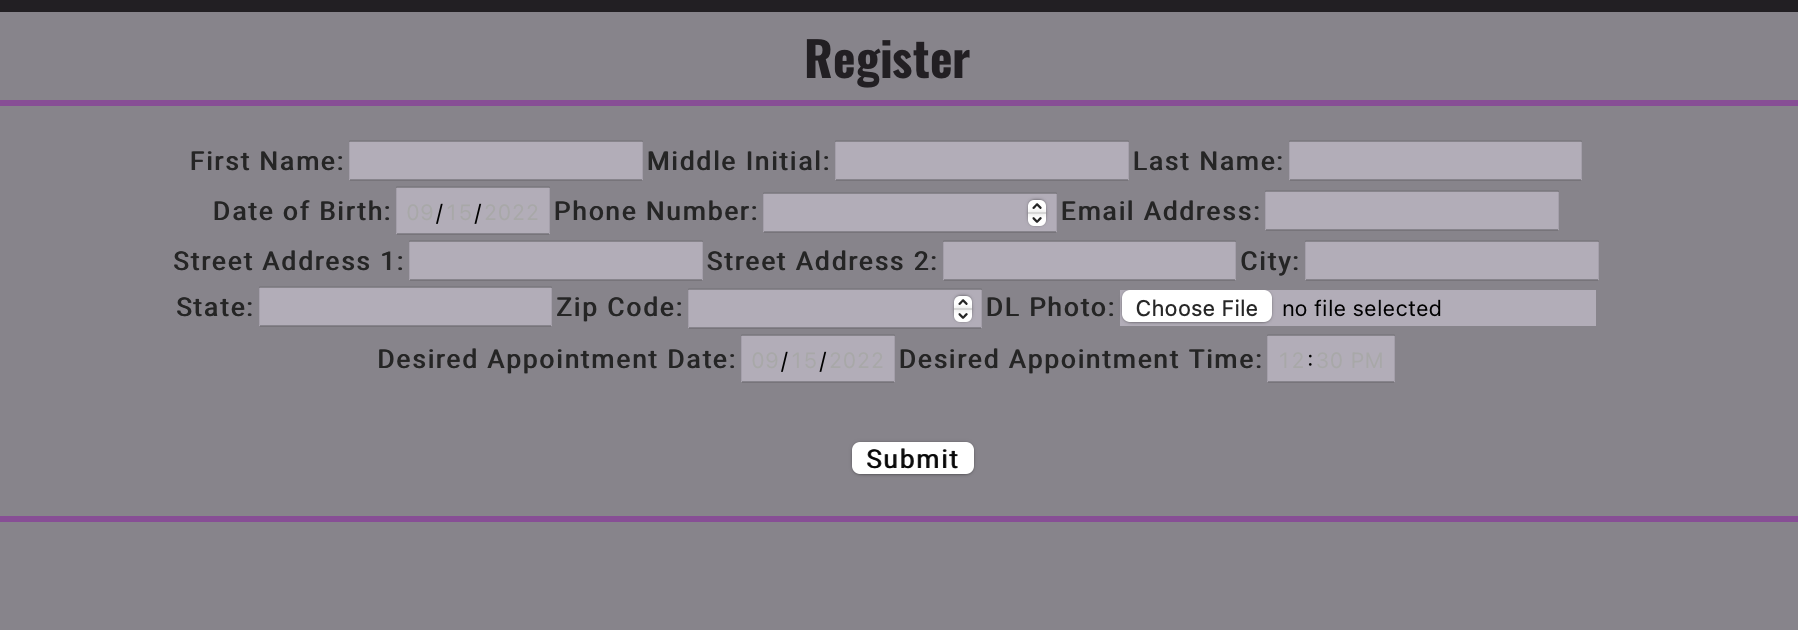 Register
First Name: Middle Initial: Last Name:
Date of Birth: 09/15/2022 Phone Number: Email Address:
Street Address 1: Street Address 2: City:
State: Zip Code: DL Photo: Choose File no file selected
Desired Appointment Date: 09/15/2022 Desired Appointment Time: 12:30 PM
Submit